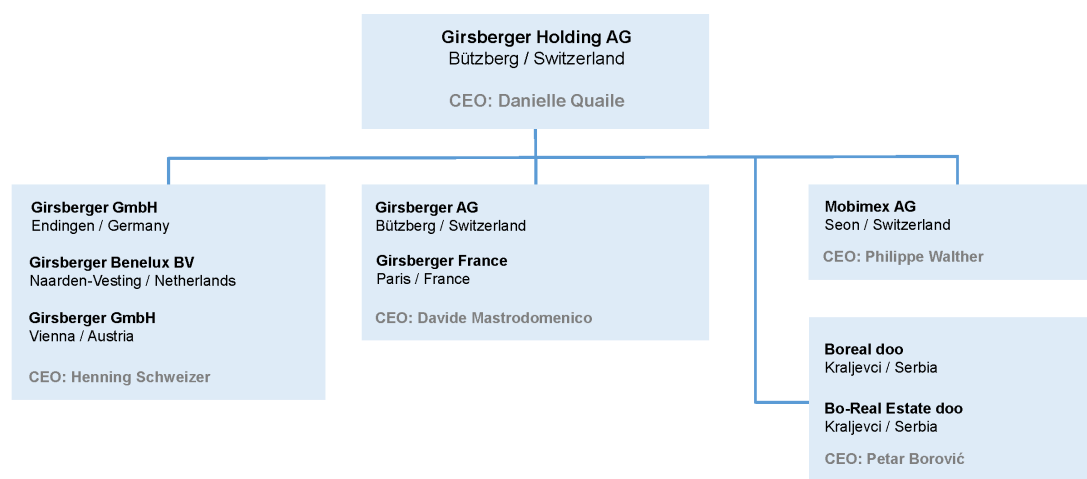 Girsberger Holding AG
Bützberg / Switzerland
CEO: Danielle Quaile
Girsberger GmbH
Endingen / Germany
Girsberger Benelux BV
Naarden-Vesting / Netherlands
Girsberger GmbH
Vienna / Austria
CEO: Henning Schweizer
Girsberger AG
Bützberg / Switzerland
Girsberger France
Paris / France
CEO: Davide Mastrodomenico
Mobimex AG
Seon / Switzerland
CEO: Philippe Walther
Boreal doo
Kraljevci / Serbia
Bo-Real Estate doo
Kraljevci / Serbia
CEO: Petar Borović